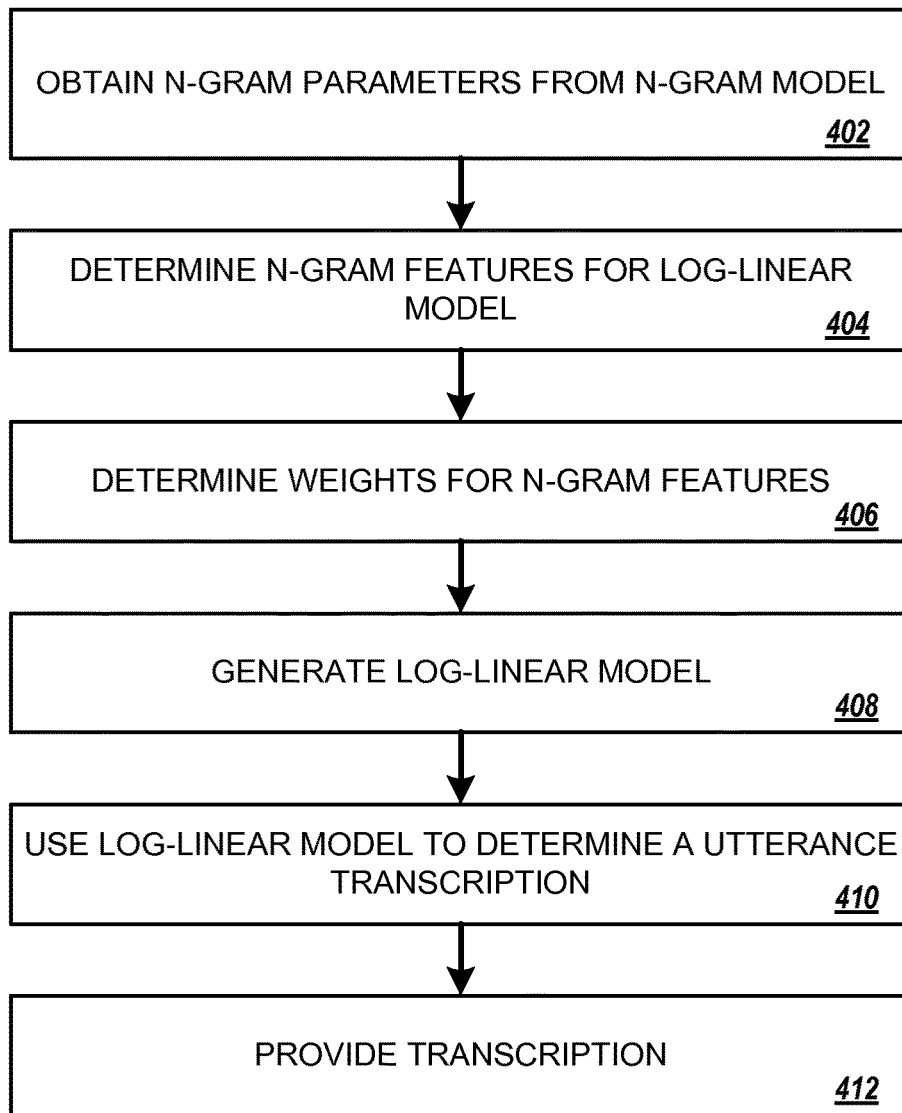 OBTAIN N-GRAM PARAMETERS FROM N-GRAM MODEL
402
DETERMINE N-GRAM FEATURES FOR LOG-LINEAR
MODEL
404
DETERMINE WEIGHTS FOR N-GRAM FEATURES
406
GENERATE LOG-LINEAR MODEL
408
USE LOG-LINEAR MODEL TO DETERMINE A UTTERANCE
TRANSCRIPTION
410
PROVIDE TRANSCRIPTION
412